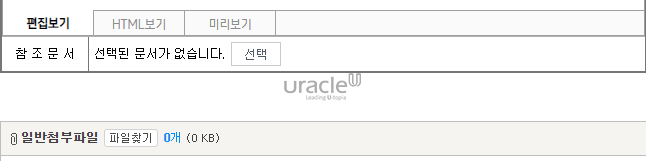 편집보기 HTML보기 미리보기
참 조 문 서 선택된 문서가 없습니다. 선택
uracle U
Leading U-topia
일반첨부파일 파일찾기 0개 (0 KB)